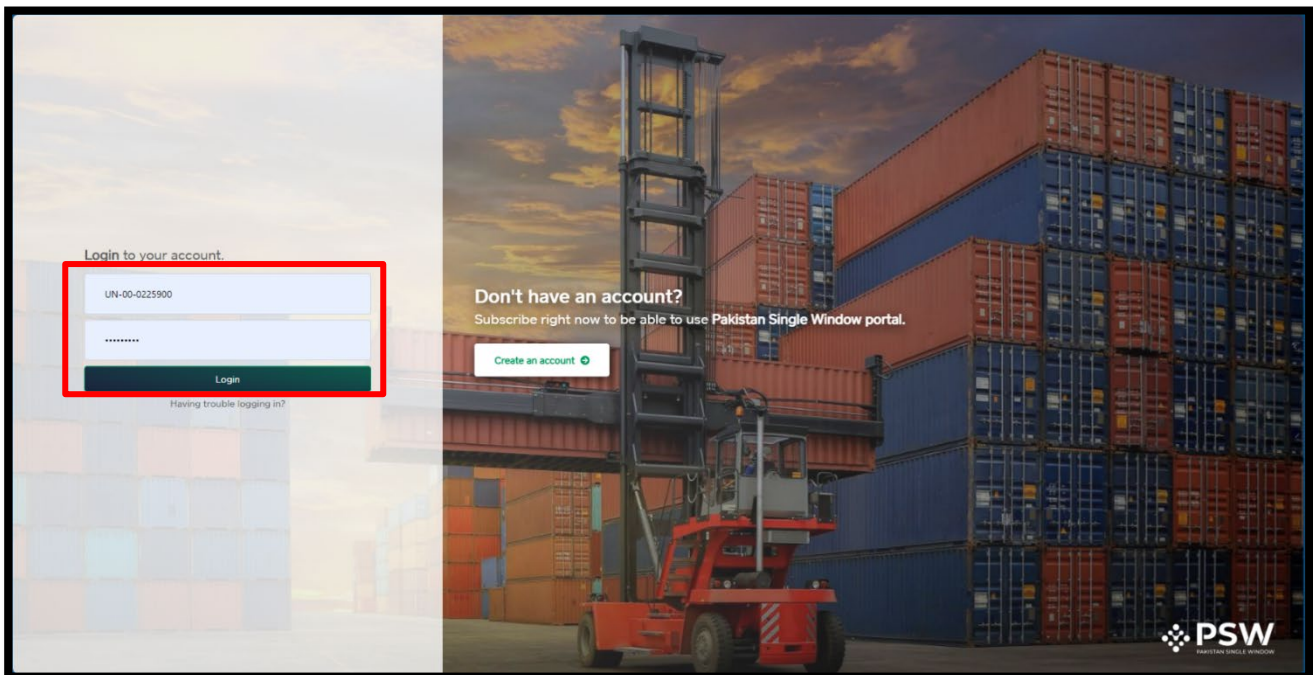 Login to your account.
UN-00-0225900
•••••••••
Login
Having trouble logging in?
Don't have an account?
Subscribe right now to be able to use Pakistan Single Window portal.
Create an account
PSW
PAKISTAN SINGLE WINDOW